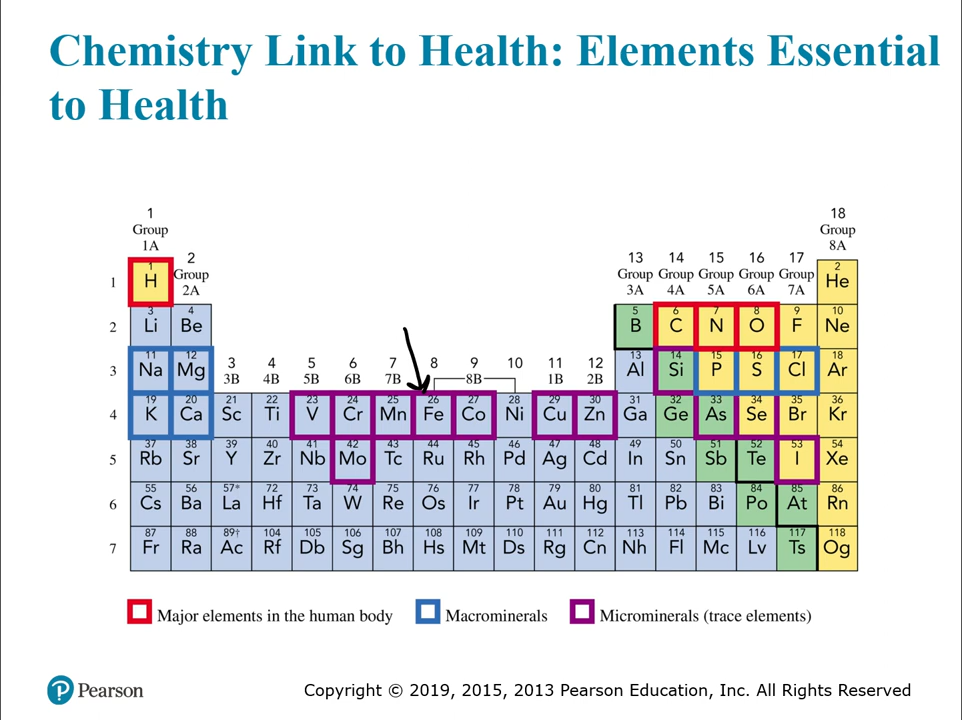 Chemistry Link to Health: Elements Essential
to Health
1
Group
1A
2
Group
2A
3
3B
4
4B
5
5B
6
6B
7
7B
8
9
10
8B
11
1B
12
2B
13
Group
3A
14
Group
4A
15
Group
5A
16
Group
6A
17
Group
7A
18
Group
8A
1
1 H
2 He
2
3 Li
4 Be
5 B
6 C
7 N
8 O
9 F
10 Ne
3
11 Na
12 Mg
13 Al
14 Si
15 P
16 S
17 Cl
18 Ar
4
19 K
20 Ca
21 Sc
22 Ti
23 V
24 Cr
25 Mn
26 Fe
27 Co
28 Ni
29 Cu
30 Zn
31 Ga
32 Ge
33 As
34 Se
35 Br
36 Kr
5
37 Rb
38 Sr
39 Y
40 Zr
41 Nb
42 Mo
43 Tc
44 Ru
45 Rh
46 Pd
47 Ag
48 Cd
49 In
50 Sn
51 Sb
52 Te
53 I
54 Xe
6
55 Cs
56 Ba
57* La
72 Hf
73 Ta
74 W
75 Re
76 Os
77 Ir
78 Pt
79 Au
80 Hg
81 Tl
82 Pb
83 Bi
84 Po
85 At
86 Rn
7
87 Fr
88 Ra
89† Ac
104 Rf
105 Db
106 Sg
107 Bh
108 Hs
109 Mt
110 Ds
111 Rg
112 Cn
113 Nh
114 Fl
115 Mc
116 Lv
117 Ts
118 Og
Major elements in the human body
Macrominerals
Microminerals (trace elements)
P Pearson
Copyright © 2019, 2015, 2013 Pearson Education, Inc. All Rights Reserved